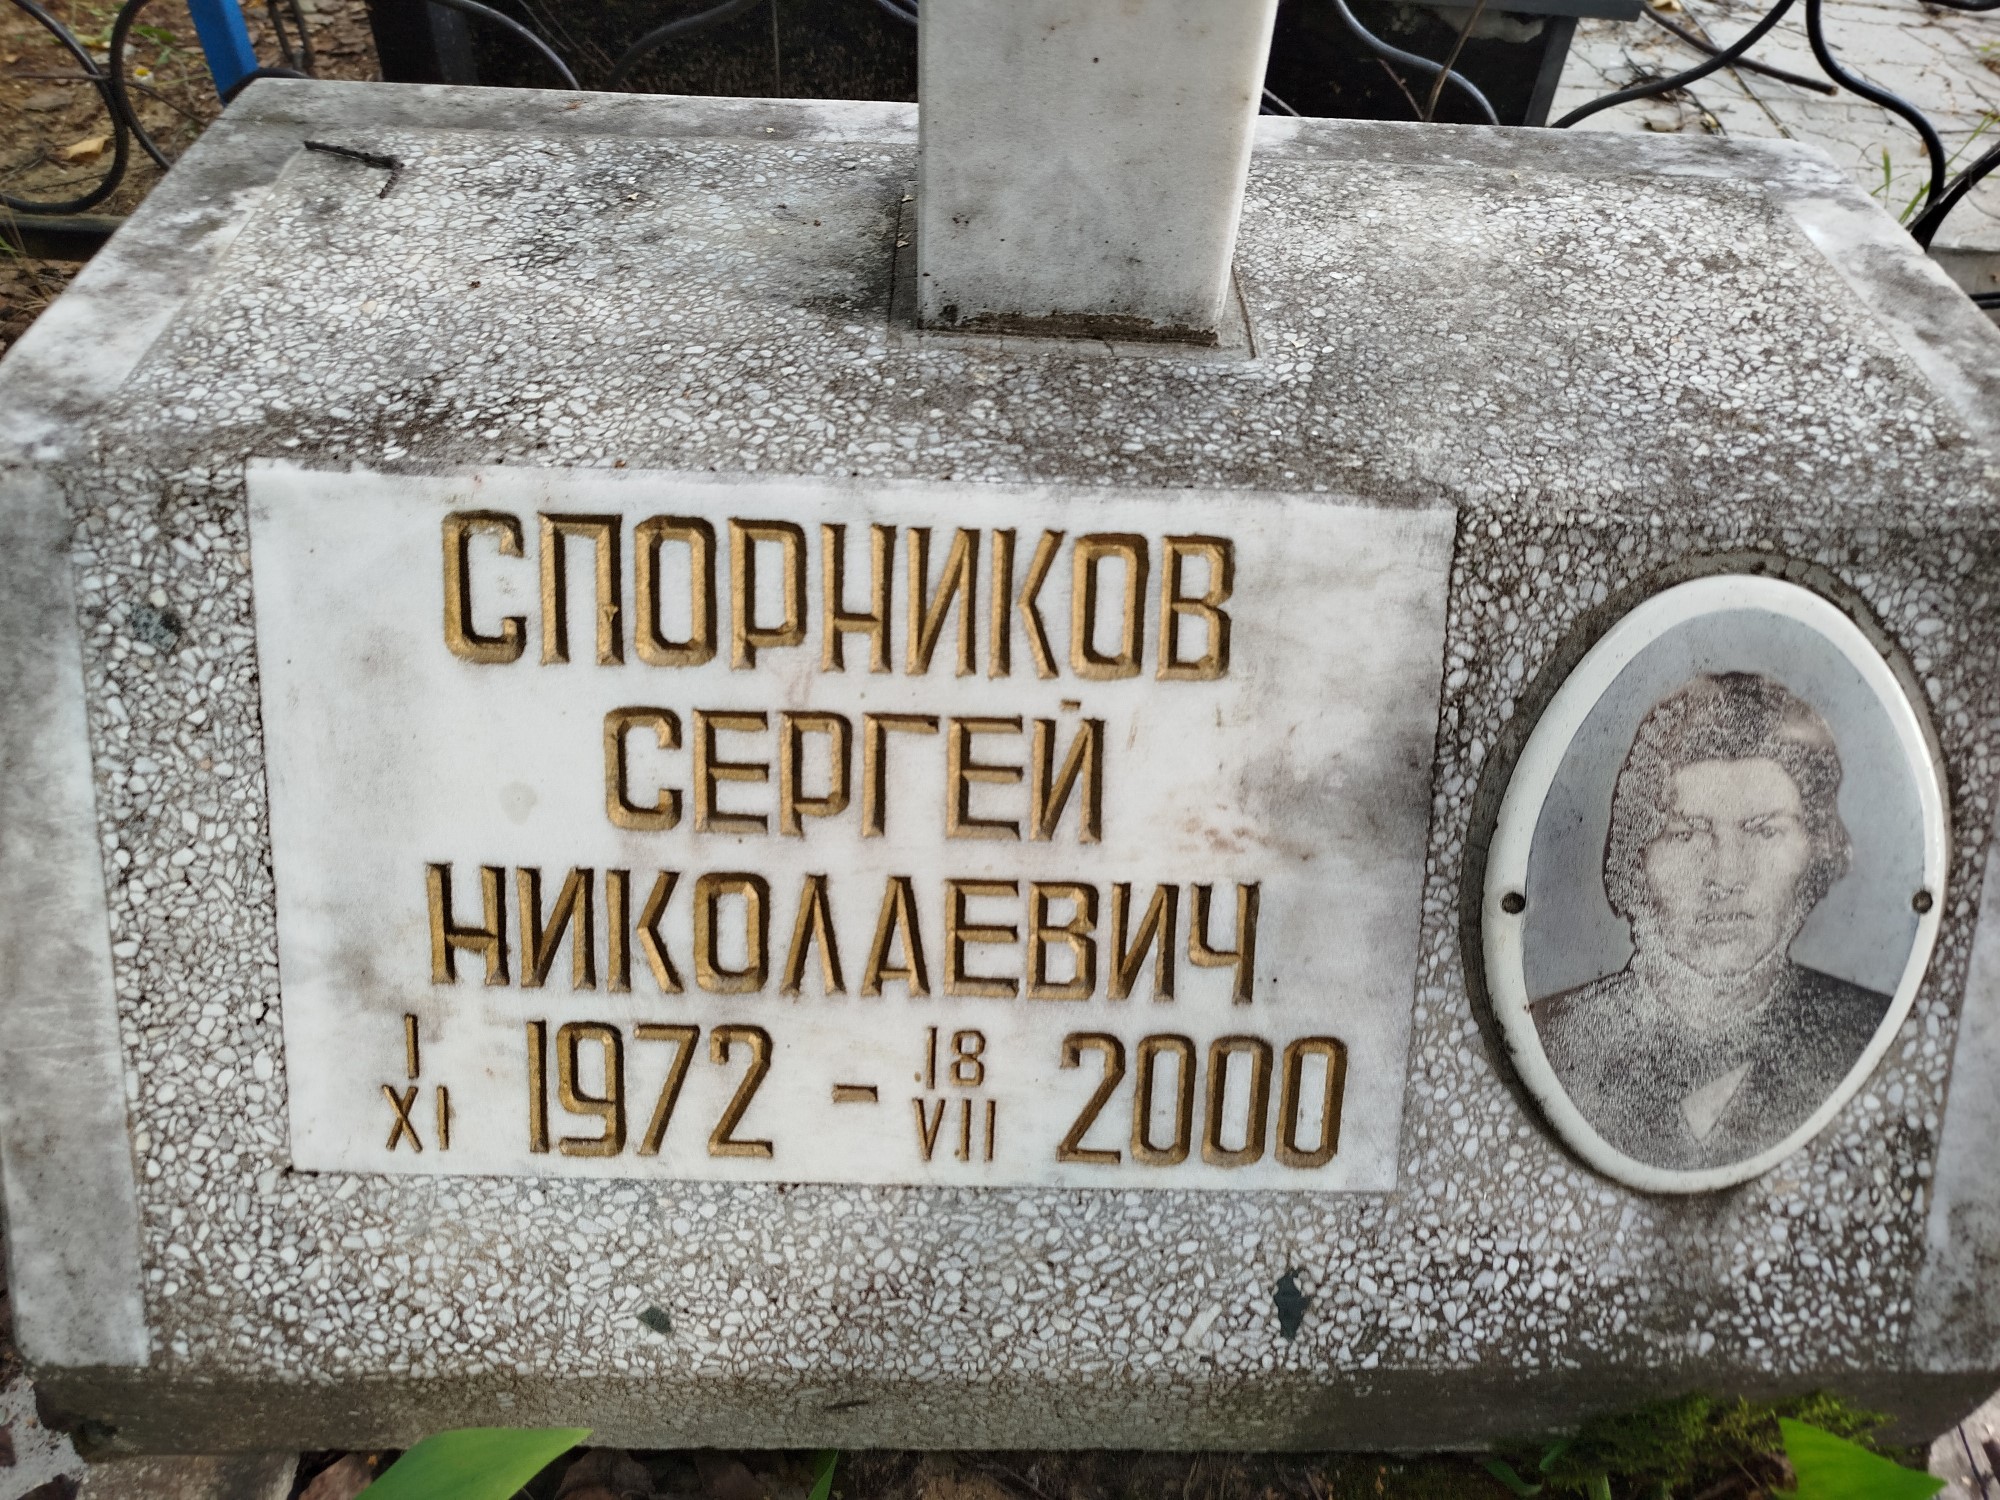 СПОРНИКОВ
СЕРГЕЙ
НИКОЛАЕВИЧ
I XI 1972 - 18 VII 2000